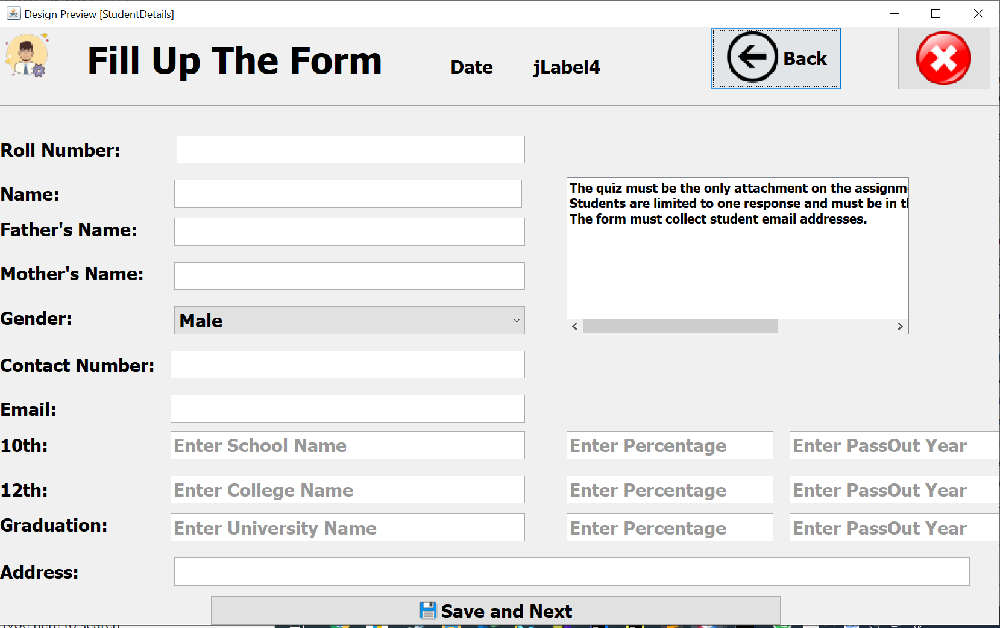 Design Preview [StudentDetails]
Fill Up The Form
Date
jLabel4
Back
Roll Number:
Name:
The quiz must be the only attachment on the assignm
Students are limited to one response and must be in
The form must collect student email addresses.
Father's Name:
Mother's Name:
Gender:
Male
Contact Number:
Email:
10th:
Enter School Name
Enter Percentage
Enter PassOut Year
12th:
Enter College Name
Enter Percentage
Enter PassOut Year
Graduation:
Enter University Name
Enter Percentage
Enter PassOut Year
Address:
Save and Next
Type here to search